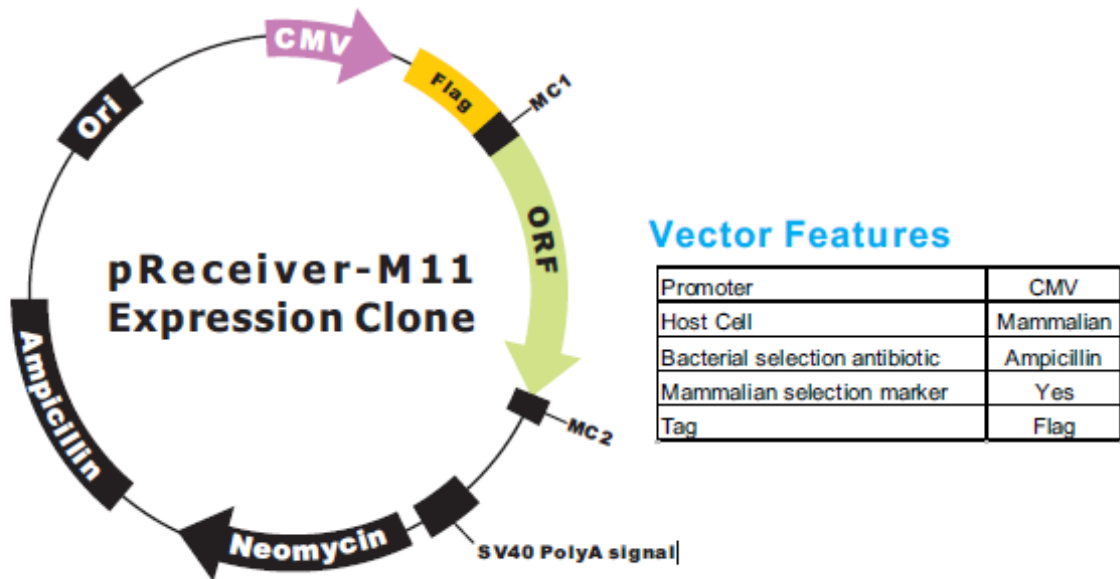 CMV
Flag
MC1
Ori
ORF
pReceiver-M11
Expression Clone
Ampicillin
MC2
Neomycin
SV40 PolyA signal
Vector Features
Promoter CMV
Host Cell Mammalian
Bacterial selection antibiotic Ampicillin
Mammalian selection marker Yes
Tag Flag